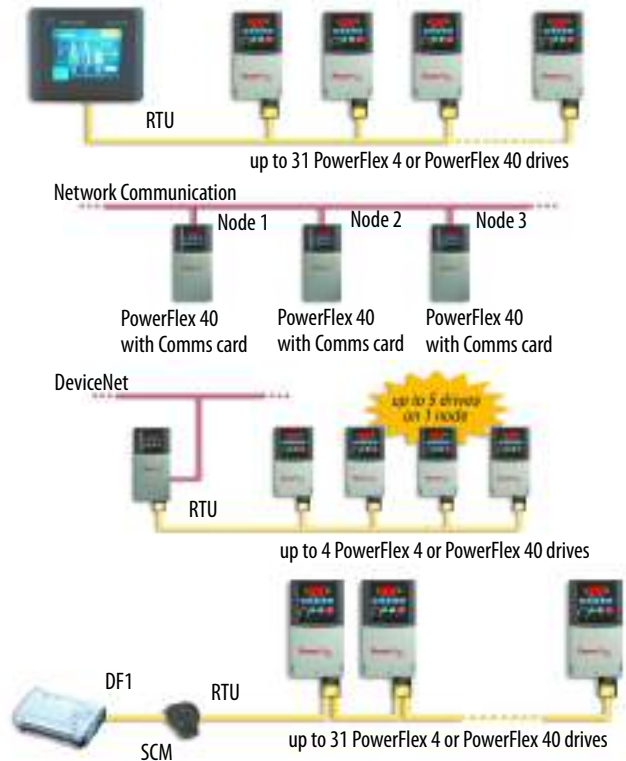 RTU
up to 31 PowerFlex 4 or PowerFlex 40 drives
Network Communication
Node 1
Node 2
Node 3
PowerFlex 40
with Comms card
PowerFlex 40
with Comms card
PowerFlex 40
with Comms card
DeviceNet
up to 5 drives
on 1 node
RTU
up to 4 PowerFlex 4 or PowerFlex 40 drives
DF1
RTU
SCM
up to 31 PowerFlex 4 or PowerFlex 40 drives